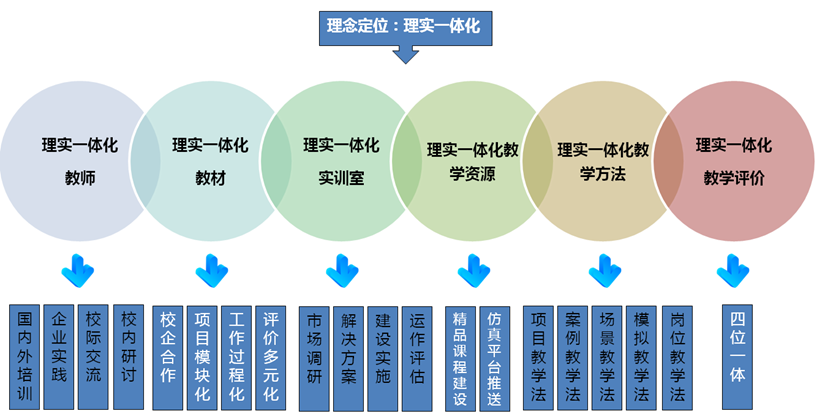 理念定位：理实一体化
理实一体化
教师
理实一体化
教材
理实一体化
实训室
理实一体化教
学资源
理实一体化教
学方法
理实一体化
教学评价
国内外培训
企业实践
校际交流
校内研讨
校企合作
项目模块化
工作过程化
评价多元化
市场调研
解决方案
建设实施
运作评估
精品课程建设
仿真平台推送
项目教学法
案例教学法
场景教学法
模拟教学法
岗位教学法
四位一体